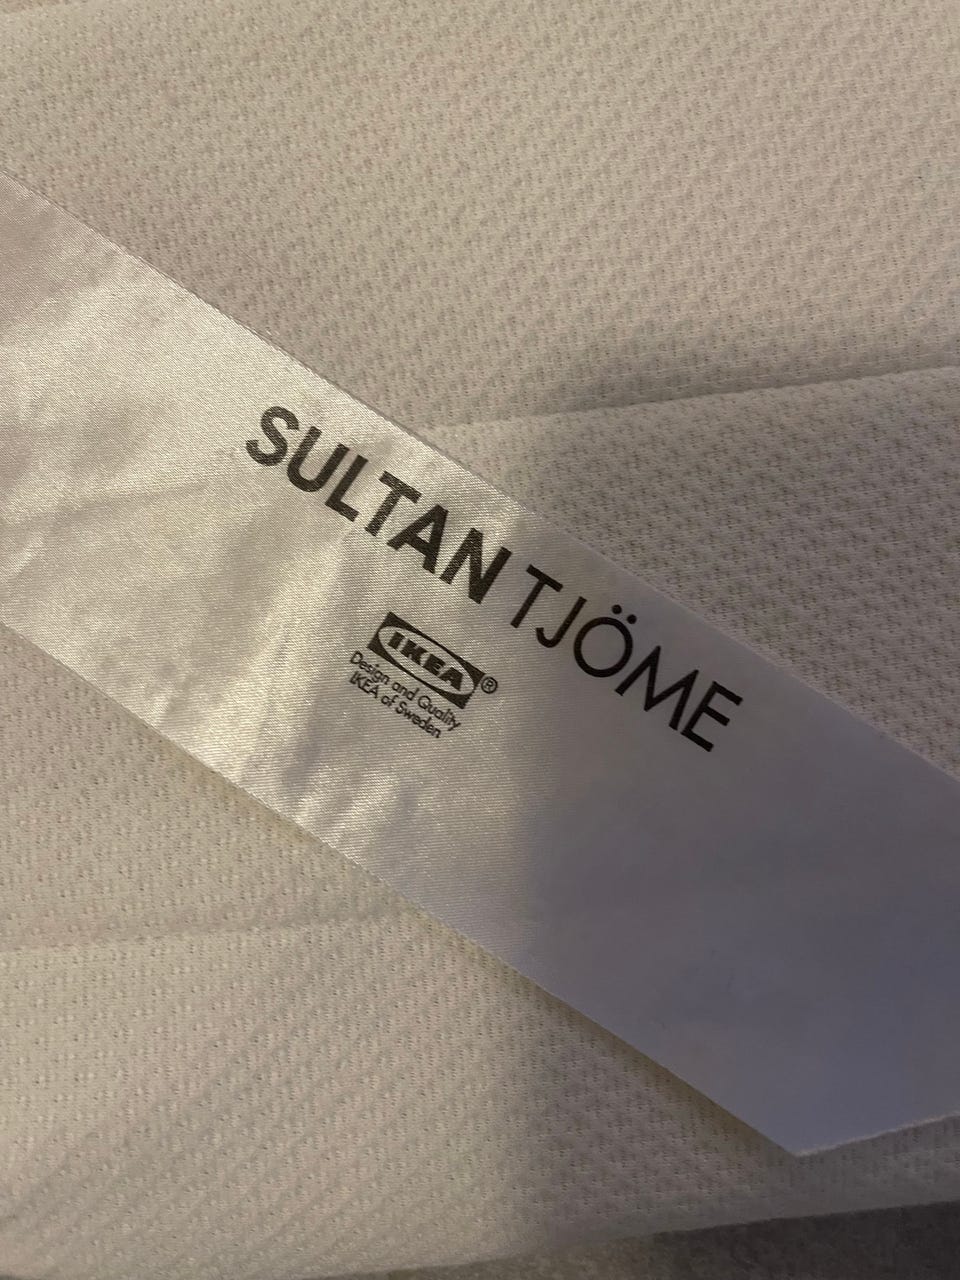 SULTAN TJÖME
IKEA®
Design and Quality
IKEA of Sweden